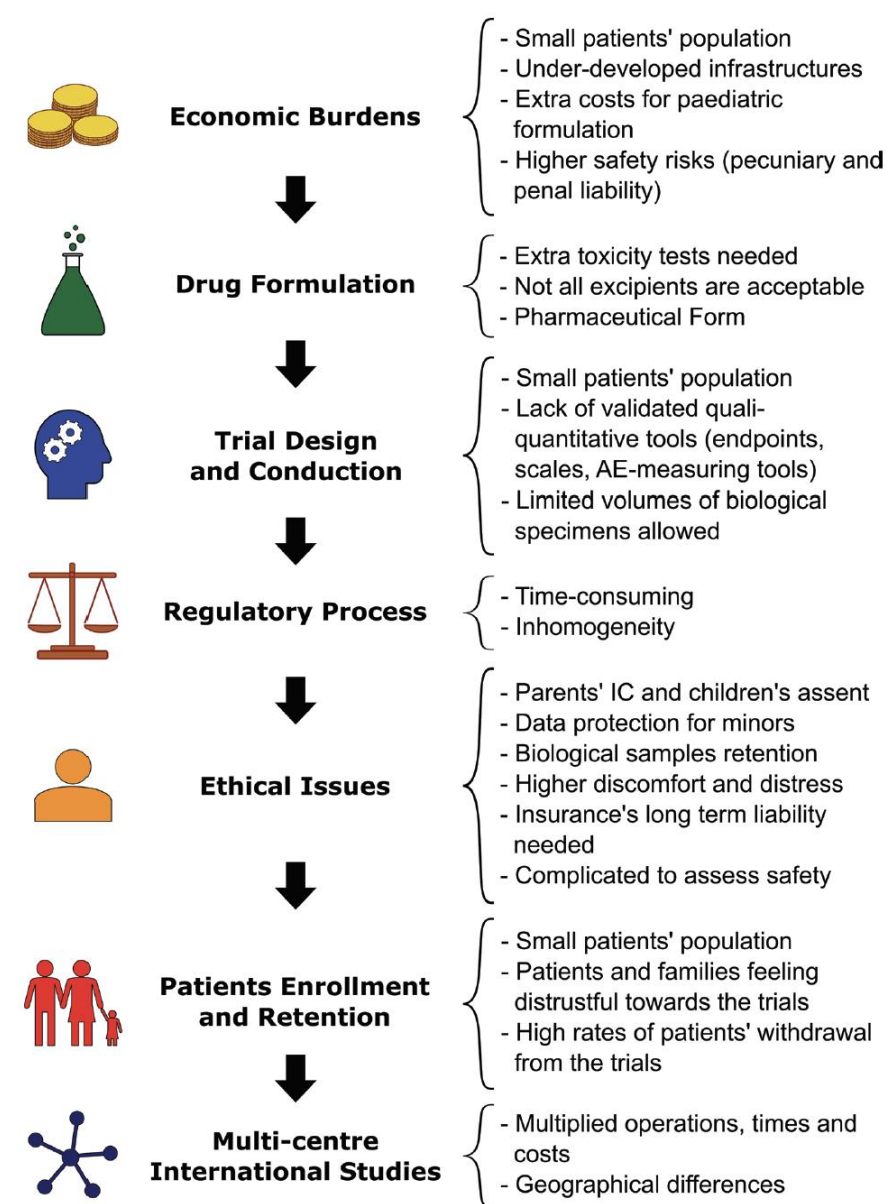 Economic Burdens
- Small patients' population
- Under-developed infrastructures
- Extra costs for paediatric
formulation
- Higher safety risks (pecuniary and
penal liability)
Drug Formulation
- Extra toxicity tests needed
- Not all excipients are acceptable
- Pharmaceutical Form
Trial Design
and Conduction
- Small patients' population
- Lack of validated quali-
quantitative tools (endpoints,
scales, AE-measuring tools)
- Limited volumes of biological
specimens allowed
Regulatory Process
- Time-consuming
- Inhomogeneity
Ethical Issues
- Parents' IC and children's assent
- Data protection for minors
- Biological samples retention
- Higher discomfort and distress
- Insurance's long term liability
needed
- Complicated to assess safety
Patients Enrollment
and Retention
- Small patients' population
- Patients and families feeling
distrustful towards the trials
- High rates of patients' withdrawal
from the trials
Multi-centre
International Studies
- Multiplied operations, times and
costs
- Geographical differences